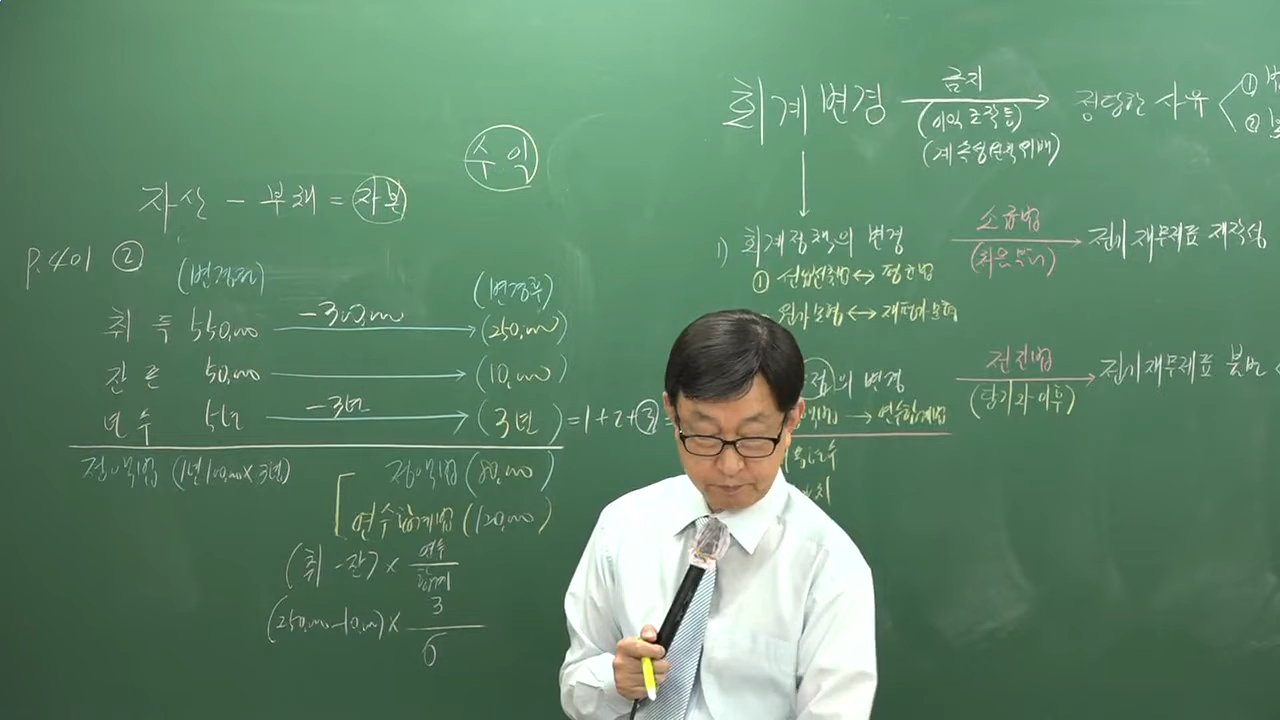 수익
자산 - 부채 = 자본
P.401 ②
(변경전) (변경후)
취득 550,000 -300,000 (250,000)
잔존 50,000 (10,000)
연수 5년 -3년 (3년) = 1+2+③ =
정액법 (1년 100,000 × 3년) 정액법 (80,000)
연수합계법 (120,000)
(취 - 잔) × 연수/합계
(250,000-10,000) × 3/6
회계변경 금지 정당한 사유 ①
(이익조작 등) ②
(계속성원칙위배)
1) 회계정책의 변경 소급법 전기 재무제표 재작성
① 선입선출법 ↔ 평균법
원가모형 ↔ 재평가모형
의 변경 전진법 전기재무제표 불변
(당기와 이후)
→ 연수합계법